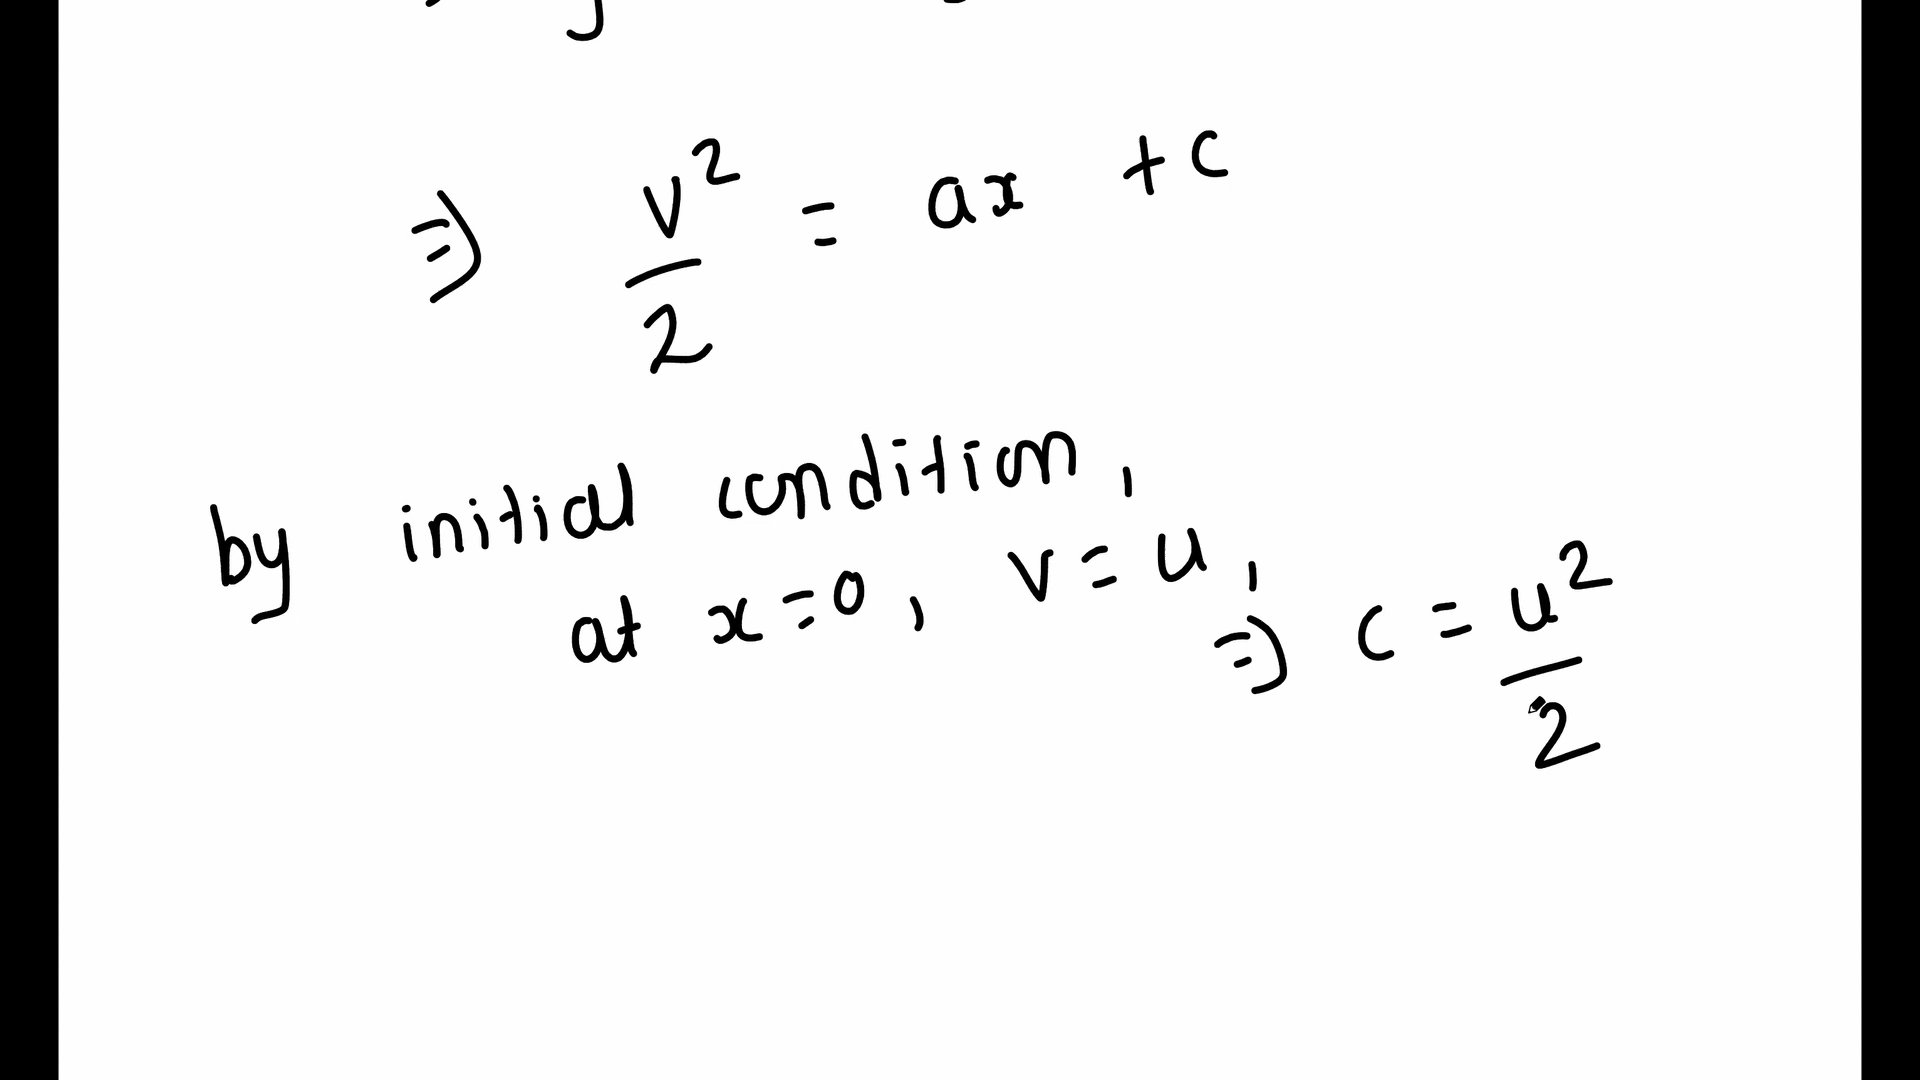 ⇒ v²/2 = ax + c
by initial condition,
at x = 0, v = u,
⇒ c = u²/2